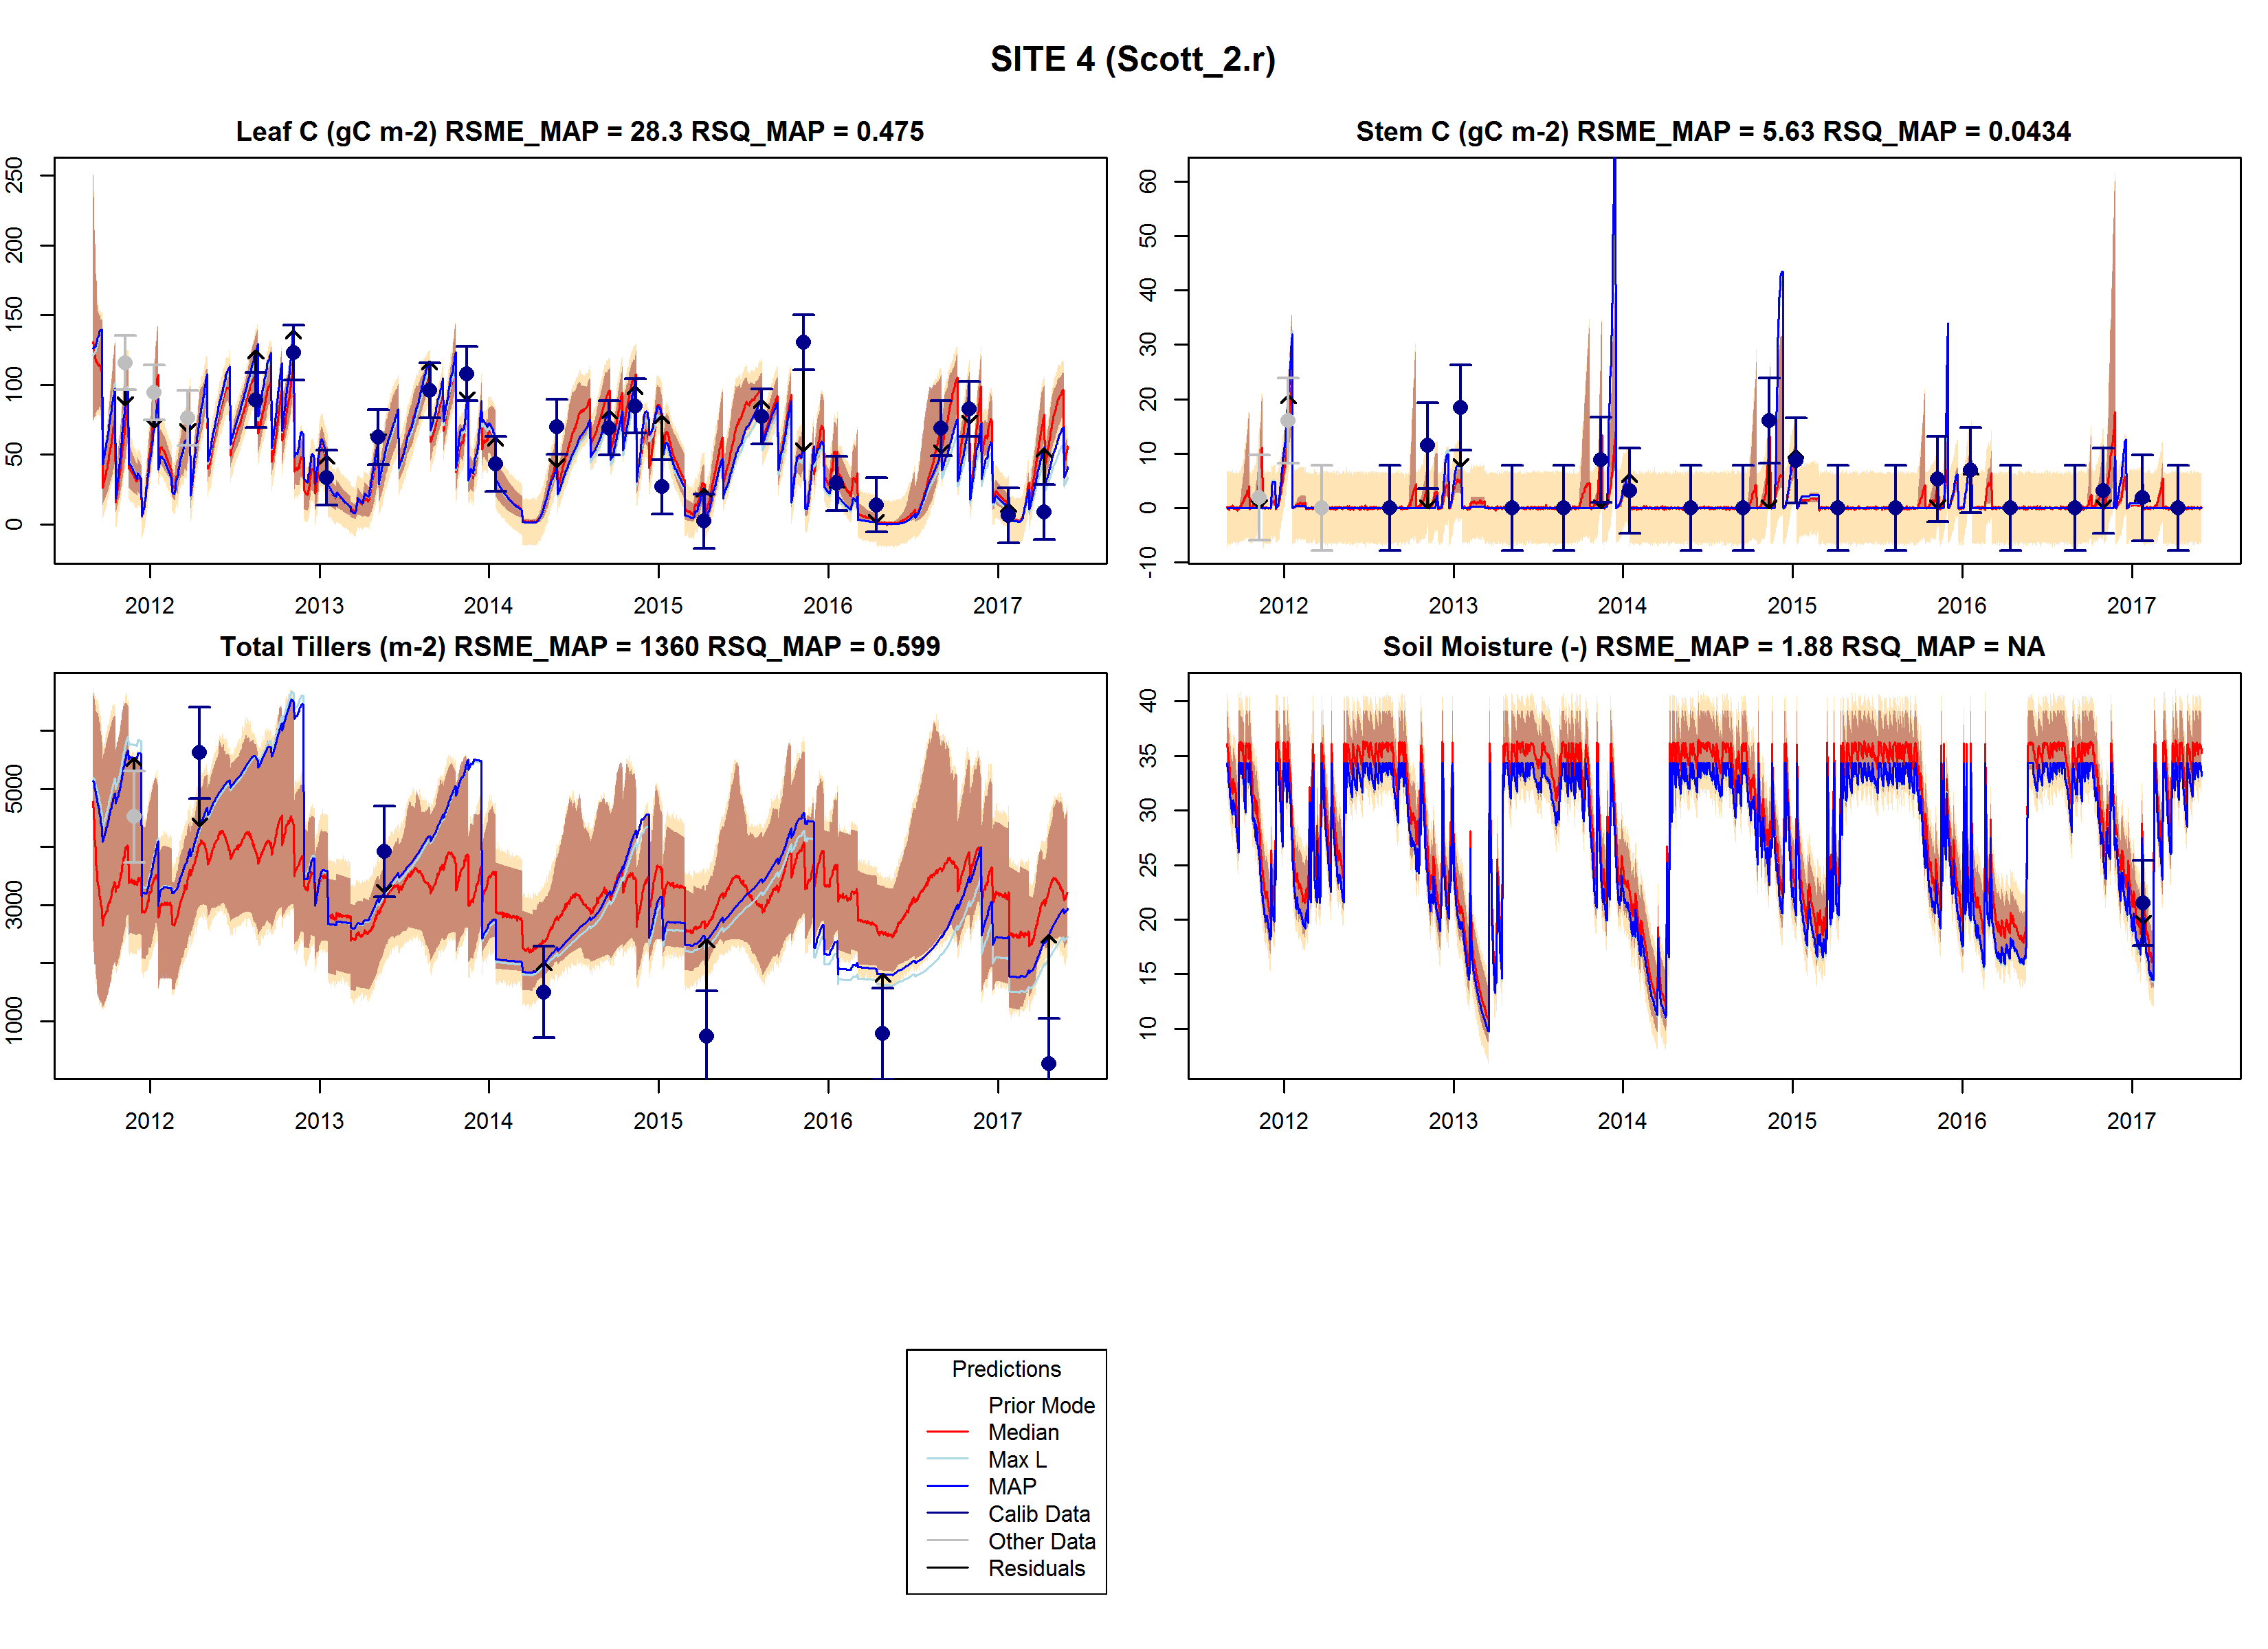 SITE 4 (Scott_2.r)
Leaf C (gC m-2) RSME_MAP = 28.3 RSQ_MAP = 0.475
250
200
150
100
50
0
2012 2013 2014 2015 2016 2017
Stem C (gC m-2) RSME_MAP = 5.63 RSQ_MAP = 0.0434
60
50
40
30
20
10
0
-10
2012 2013 2014 2015 2016 2017
Total Tillers (m-2) RSME_MAP = 1360 RSQ_MAP = 0.599
5000
3000
1000
2012 2013 2014 2015 2016 2017
Soil Moisture (-) RSME_MAP = 1.88 RSQ_MAP = NA
40
35
30
25
20
15
10
2012 2013 2014 2015 2016 2017
Predictions
Prior Mode
Median
Max L
MAP
Calib Data
Other Data
Residuals